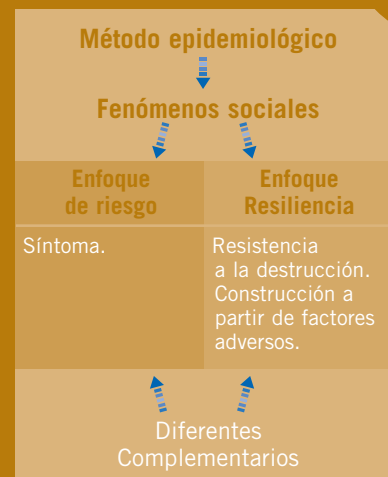 Método epidemiológico
Fenómenos sociales
Enfoque
de riesgo
Enfoque
Resiliencia
Síntoma.
Resistencia
a la destrucción.
Construcción a
partir de factores
adversos.
Diferentes
Complementarios